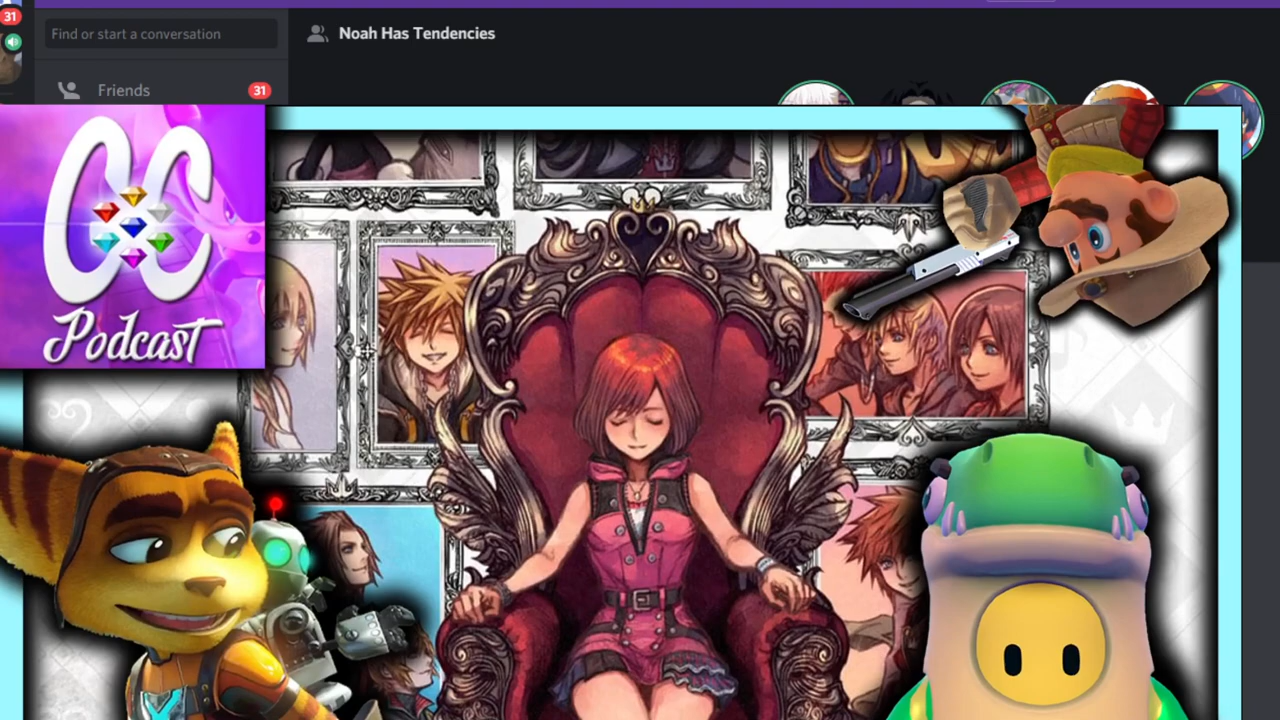 31
Find or start a conversation
Noah Has Tendencies
Friends
31
CC
Podcast